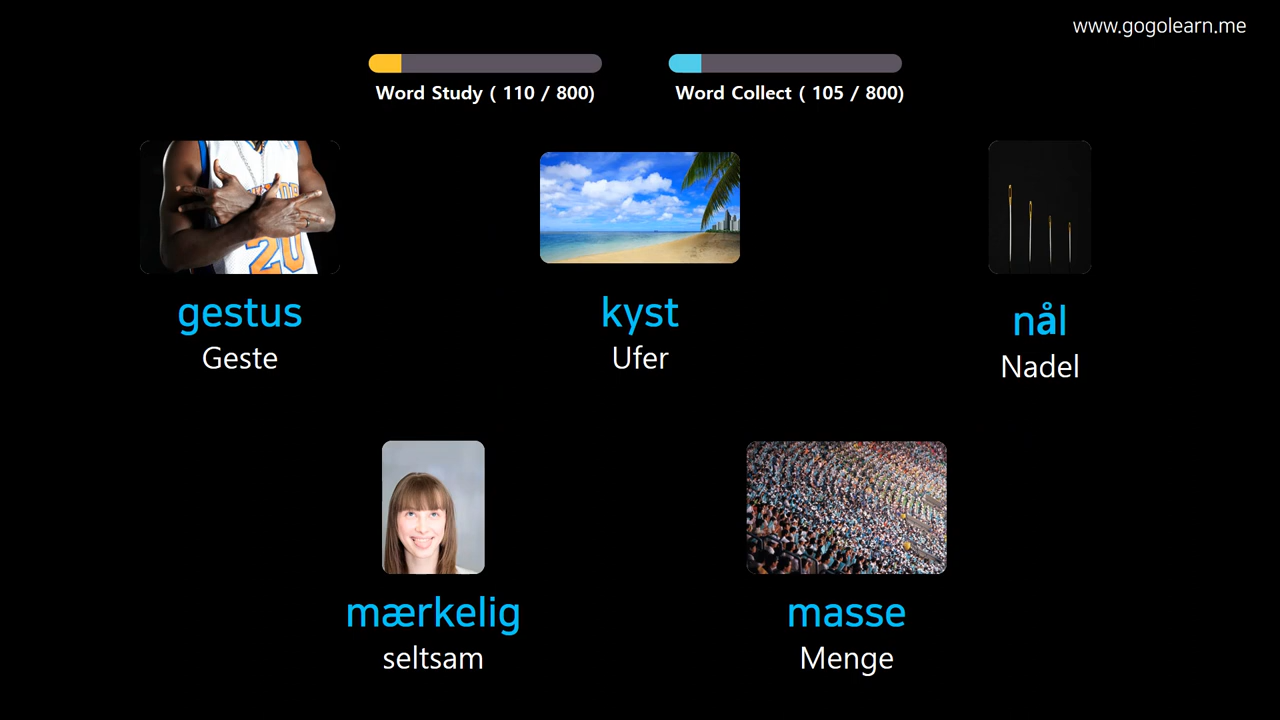 www.gogolearn.me
Word Study ( 110 / 800)
Word Collect ( 105 / 800)
20
gestus
Geste
kyst
Ufer
nål
Nadel
mærkelig
seltsam
masse
Menge